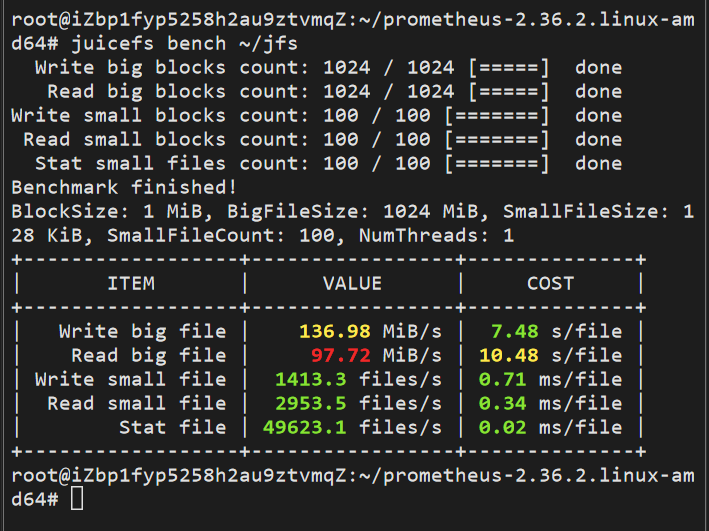 root@iZbp1fyp5258h2au9ztvmqZ:~/prometheus-2.36.2.linux-am
d64# juicefs bench ~/jfs
  Write big blocks count: 1024 / 1024 [=====]  done
   Read big blocks count: 1024 / 1024 [=====]  done
Write small blocks count: 100 / 100 [=======]  done
 Read small blocks count: 100 / 100 [=======]  done
  Stat small files count: 100 / 100 [=======]  done
Benchmark finished!
BlockSize: 1 MiB, BigFileSize: 1024 MiB, SmallFileSize: 1
28 KiB, SmallFileCount: 100, NumThreads: 1
+------------------+----------------+--------------+
|       ITEM       |      VALUE     |     COST     |
+------------------+----------------+--------------+
|   Write big file |   136.98 MiB/s |  7.48 s/file |
|    Read big file |    97.72 MiB/s | 10.48 s/file |
| Write small file | 1413.3 files/s | 0.71 ms/file |
|  Read small file | 2953.5 files/s | 0.34 ms/file |
|        Stat file | 49623.1 files/s | 0.02 ms/file |
+------------------+----------------+--------------+
root@iZbp1fyp5258h2au9ztvmqZ:~/prometheus-2.36.2.linux-am
d64#